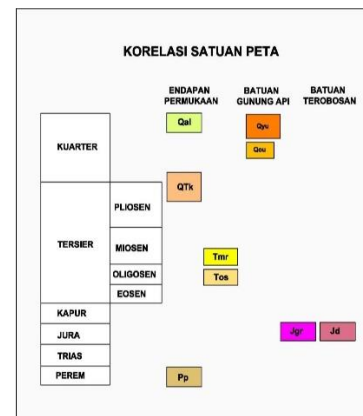 KORELASI SATUAN PETA
ENDAPAN PERMUKAAN
BATUAN GUNUNG API
BATUAN TEROBOSAN
KUARTER
Qal
Qyu
Qou
QTk
TERSIER
PLIOSEN
MIOSEN
Tmr
OLIGOSEN
Tos
EOSEN
KAPUR
JURA
Jgr
Jd
TRIAS
PEREM
Pp